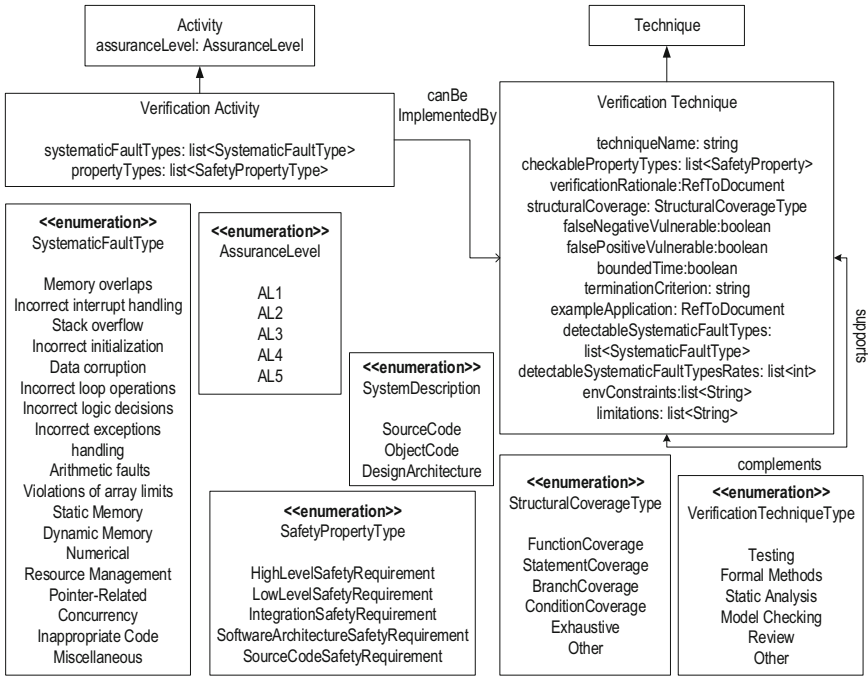 Activity
assuranceLevel: AssuranceLevel
Technique
Verification Activity
systematicFaultTypes: list<SystematicFaultType>
propertyTypes: list<SafetyPropertyType>
canBe
ImplementedBy
Verification Technique
techniqueName: string
checkablePropertyTypes: list<SafetyProperty>
verificationRationale:RefToDocument
structuralCoverage: StructuralCoverageType
falseNegativeVulnerable:boolean
falsePositiveVulnerable:boolean
boundedTime:boolean
terminationCriterion: string
exampleApplication: RefToDocument
detectableSystematicFaultTypes:
list<SystematicFaultType>
detectableSystematicFaultTypesRates: list<int>
envConstraints:list<String>
limitations: list<String>
supports
complements
<<enumeration>>
SystematicFaultType
Memory overlaps
Incorrect interrupt handling
Stack overflow
Incorrect initialization
Data corruption
Incorrect loop operations
Incorrect logic decisions
Incorrect exceptions
handling
Arithmetic faults
Violations of array limits
Static Memory
Dynamic Memory
Numerical
Resource Management
Pointer-Related
Concurrency
Inappropriate Code
Miscellaneous
<<enumeration>>
AssuranceLevel
AL1
AL2
AL3
AL4
AL5
<<enumeration>>
SystemDescription
SourceCode
ObjectCode
DesignArchitecture
<<enumeration>>
SafetyPropertyType
HighLevelSafetyRequirement
LowLevelSafetyRequirement
IntegrationSafetyRequirement
SoftwareArchitectureSafetyRequirement
SourceCodeSafetyRequirement
<<enumeration>>
StructuralCoverageType
FunctionCoverage
StatementCoverage
BranchCoverage
ConditionCoverage
Exhaustive
Other
<<enumeration>>
VerificationTechniqueType
Testing
Formal Methods
Static Analysis
Model Checking
Review
Other